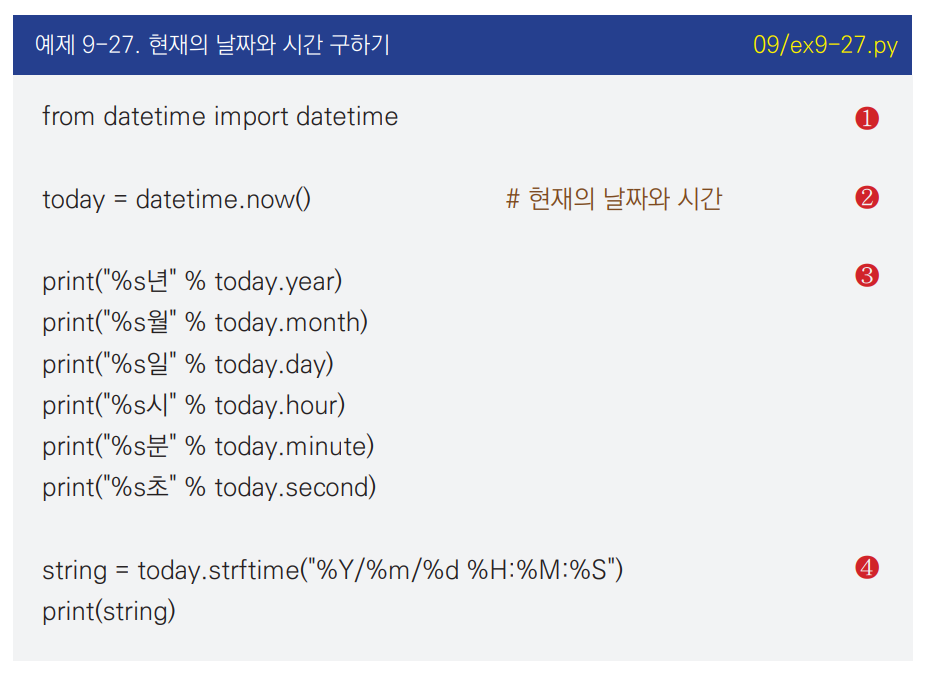 예제 9-27. 현재의 날짜와 시간 구하기 09/ex9-27.py
from datetime import datetime ❶
today = datetime.now() # 현재의 날짜와 시간 ❷
print("%s년" % today.year) ❸
print("%s월" % today.month)
print("%s일" % today.day)
print("%s시" % today.hour)
print("%s분" % today.minute)
print("%s초" % today.second)
string = today.strftime("%Y/%m/%d %H:%M:%S") ❹
print(string)